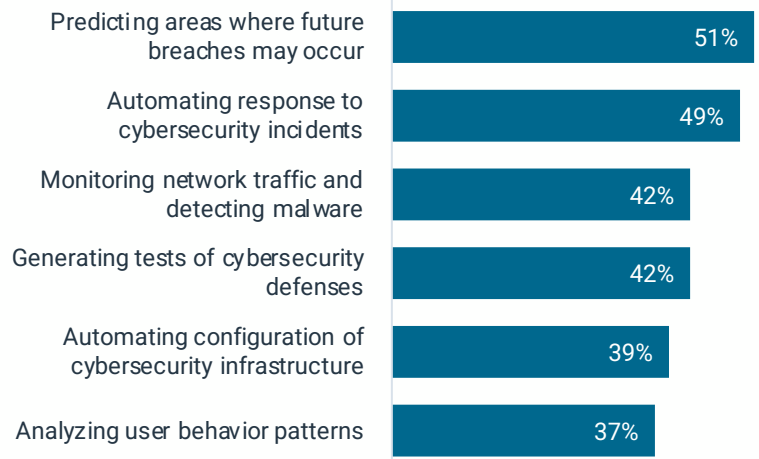 Predicting areas where future
breaches may occur
51%
Automating response to
cybersecurity incidents
49%
Monitoring network traffic and
detecting malware
42%
Generating tests of cybersecurity
defenses
42%
Automating configuration of
cybersecurity infrastructure
39%
Analyzing user behavior patterns
37%